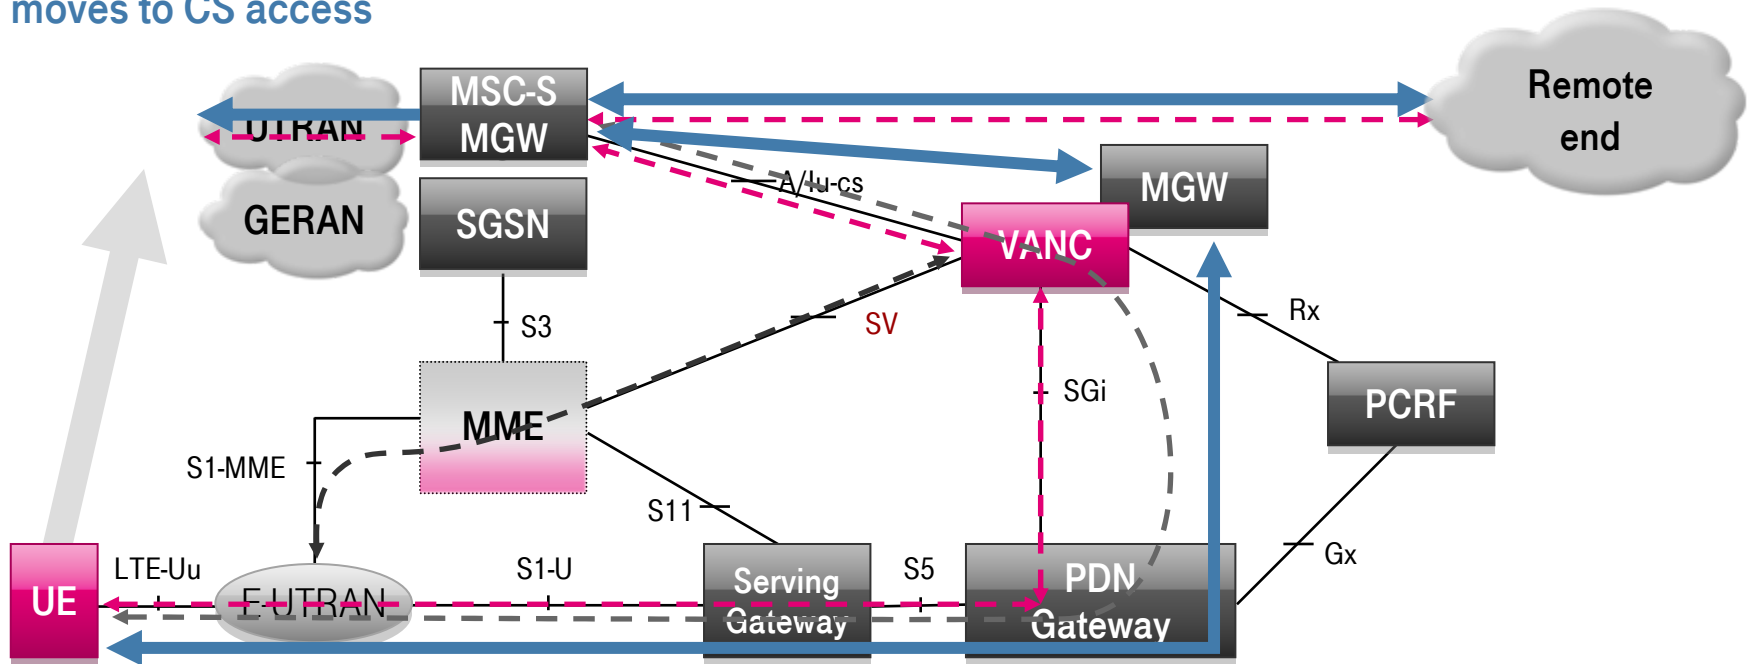 moves to CS access
MSC-S
MGW
Remote
end
UTRAN
MGW
A/Iu-cs
GERAN
SGSN
VANC
S3
SV
Rx
SGi
MME
PCRF
S1-MME
S11
Gx
LTE-Uu
S1-U
S5
UE
E-UTRAN
Serving
Gateway
PDN
Gateway